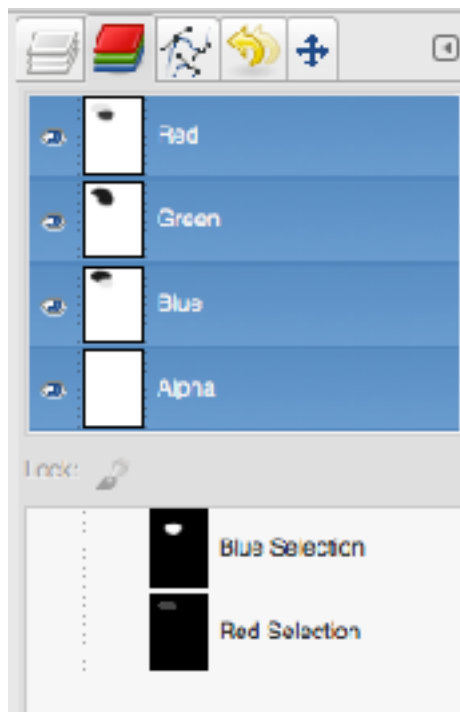 Red
Green
Blue
Alpha
Lock:
Blue Selection
Red Selection